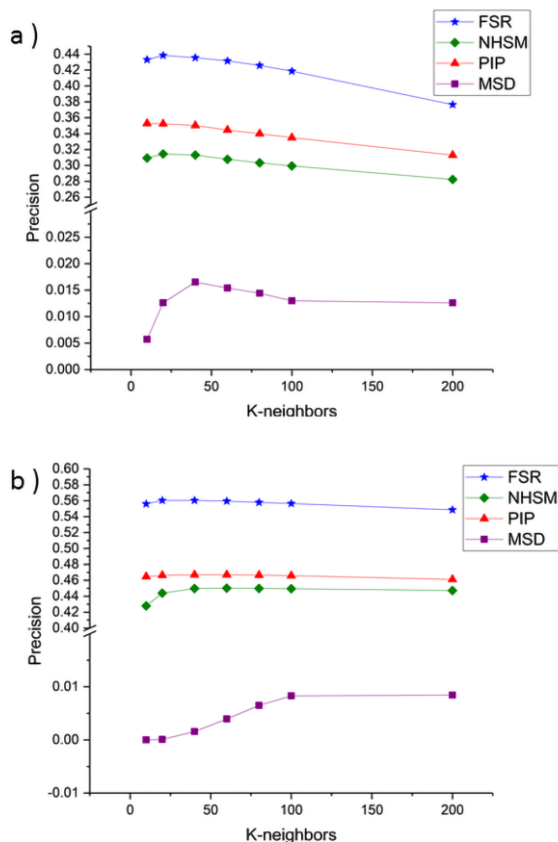 a )
FSR
NHSM
PIP
MSD
0.44
0.42
0.40
0.38
0.36
0.34
0.32
0.30
0.28
0.26
0.025
0.020
0.015
0.010
0.005
0.000
Precision
0 50 100 150 200
K-neighbors
b )
FSR
NHSM
PIP
MSD
0.60
0.58
0.56
0.54
0.52
0.50
0.48
0.46
0.44
0.42
0.40
0.01
0.00
-0.01
Precision
0 50 100 150 200
K-neighbors